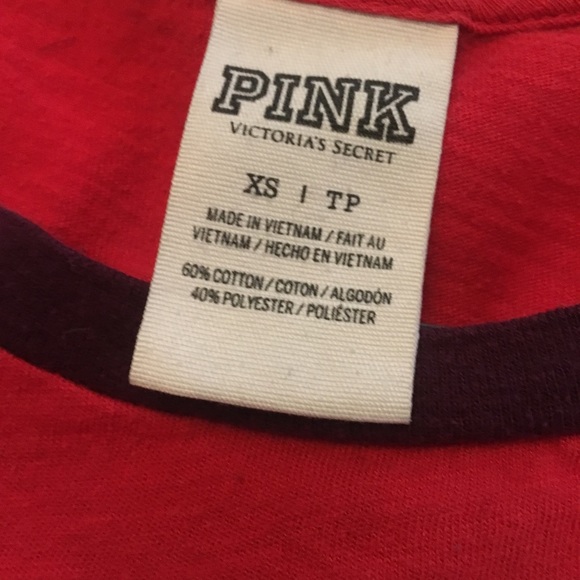 PINK
VICTORIA'S SECRET
XS | TP
MADE IN VIETNAM / FAIT AU
VIETNAM / HECHO EN VIETNAM
60% COTTON / COTON / ALGODÓN
40% POLYESTER / POLIÉSTER